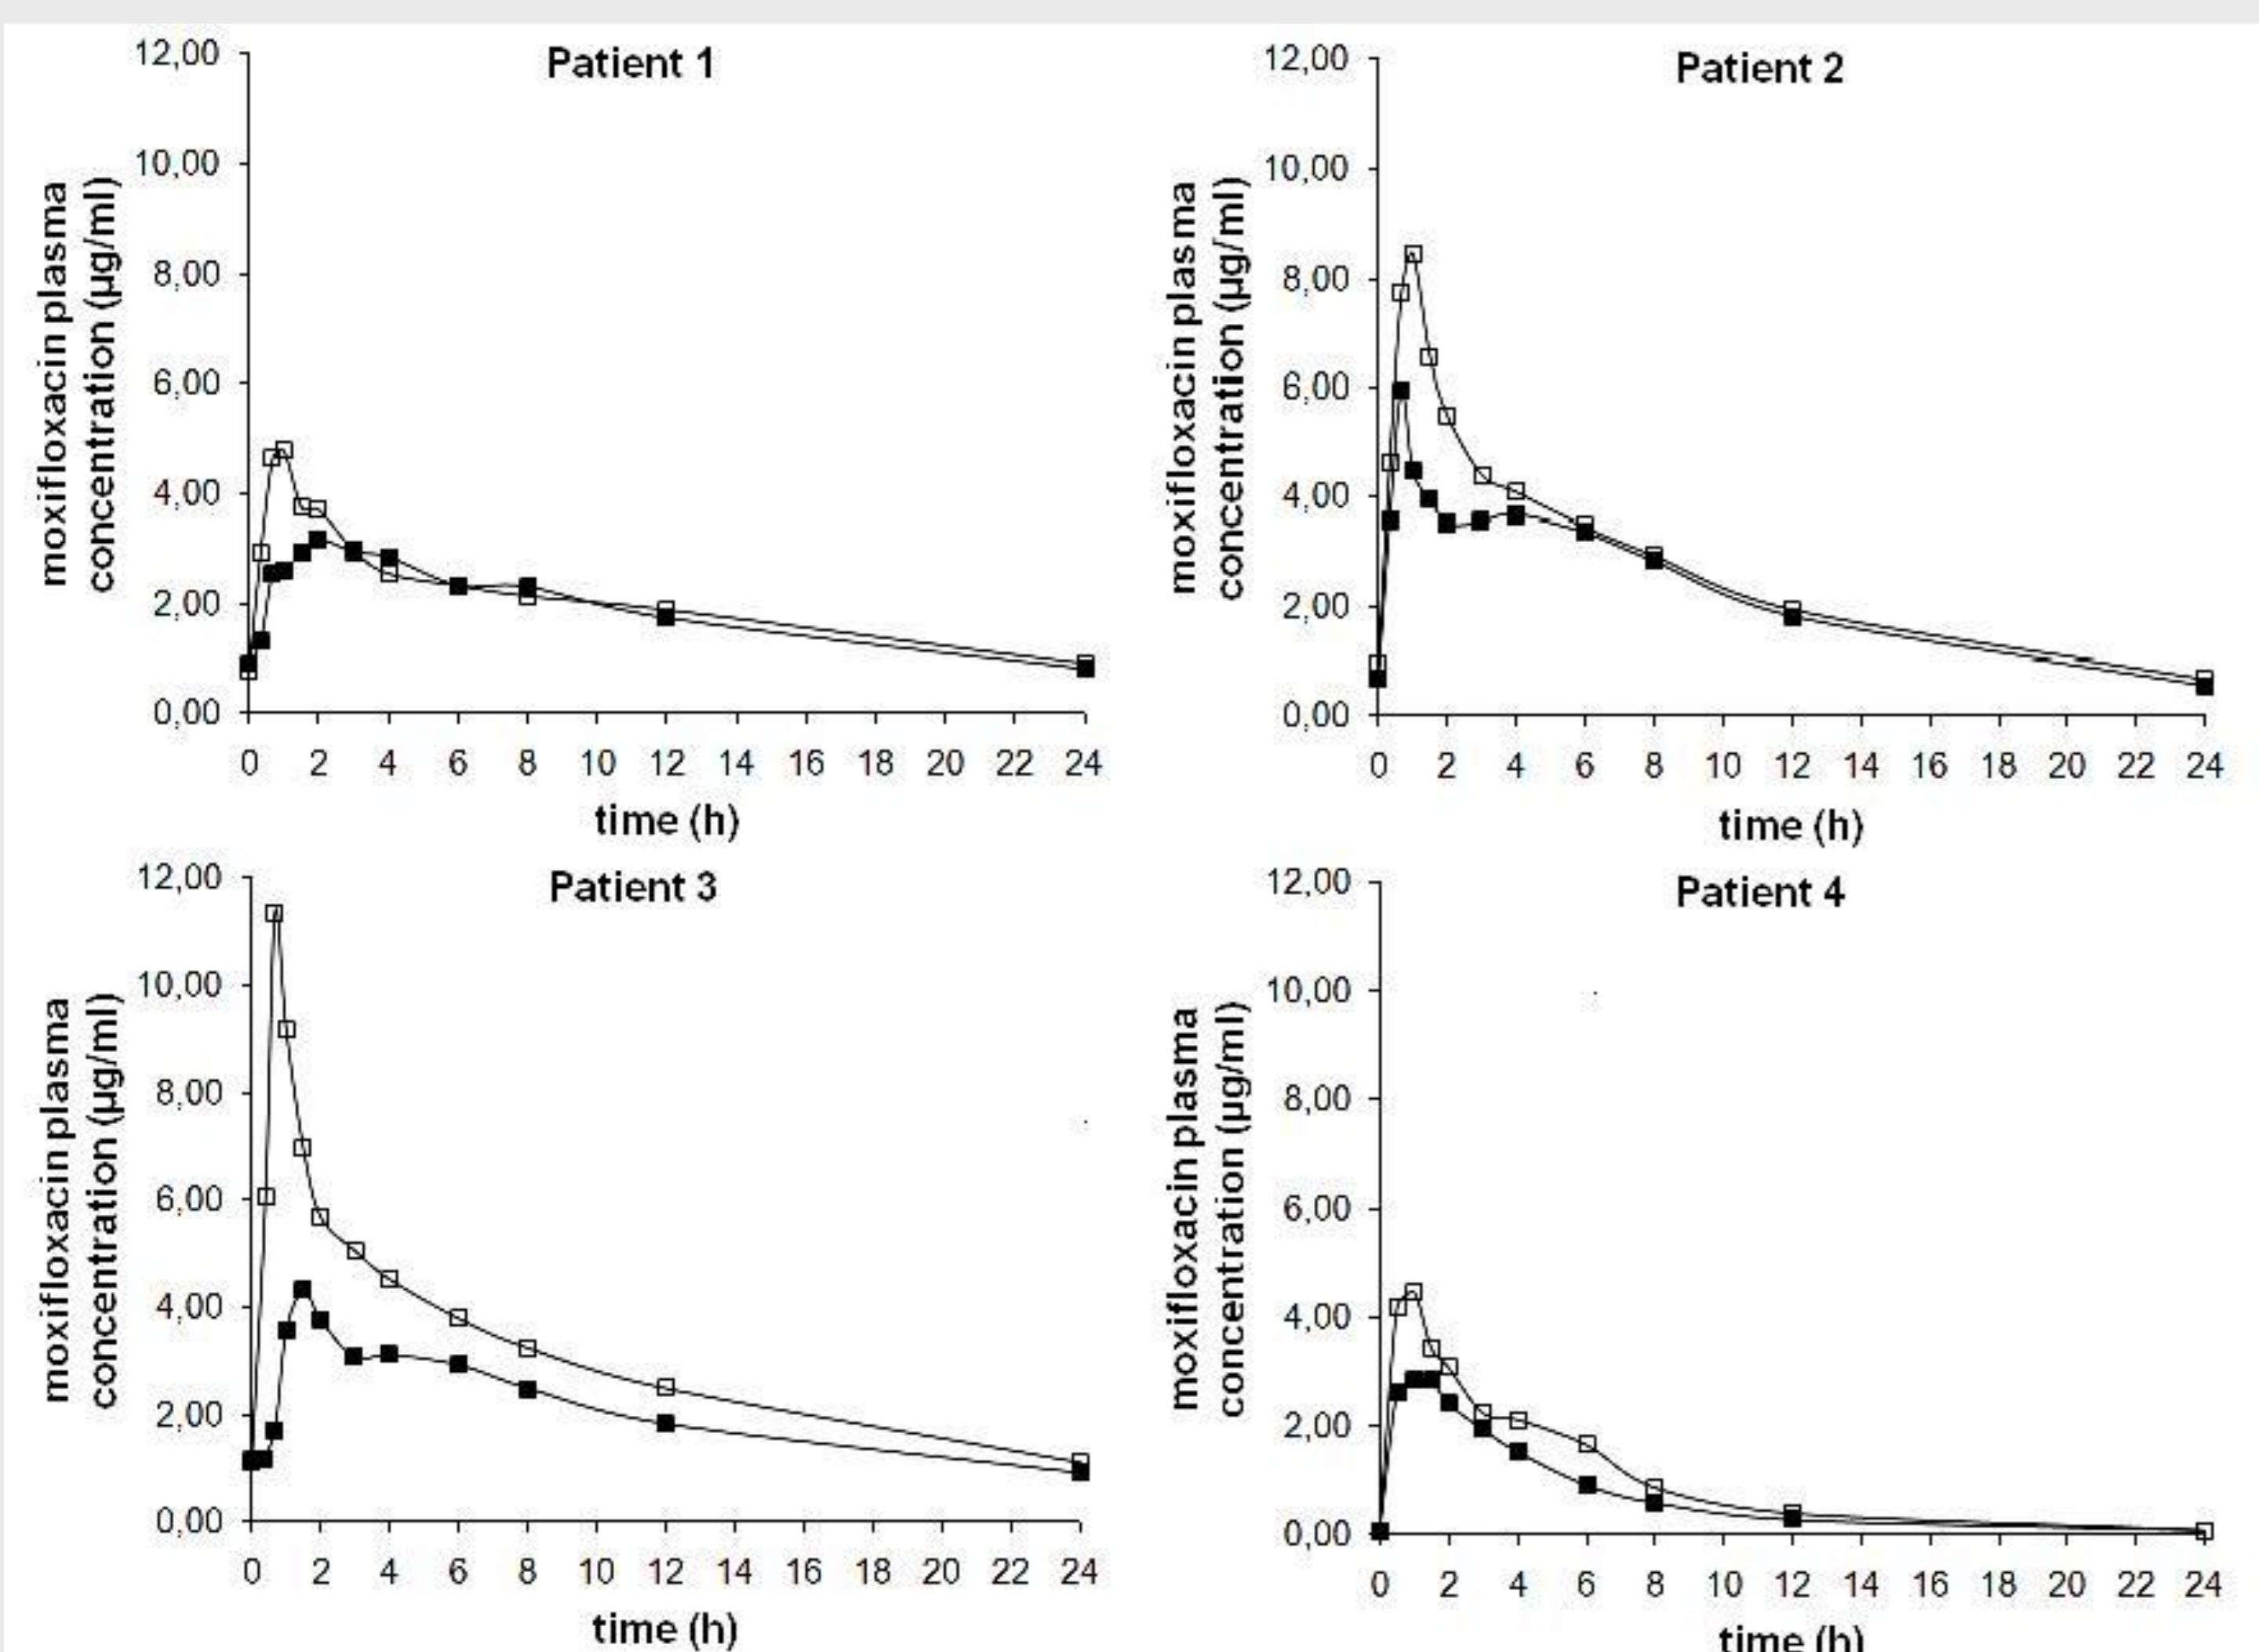 Patient 1
moxifloxacin plasma
concentration (µg/ml)
12,00
10,00
8,00
6,00
4,00
2,00
0,00
0 2 4 6 8 10 12 14 16 18 20 22 24
time (h)
Patient 2
moxifloxacin plasma
concentration (µg/ml)
12,00
10,00
8,00
6,00
4,00
2,00
0,00
0 2 4 6 8 10 12 14 16 18 20 22 24
time (h)
Patient 3
moxifloxacin plasma
concentration (µg/ml)
12,00
10,00
8,00
6,00
4,00
2,00
0,00
0 2 4 6 8 10 12 14 16 18 20 22 24
time (h)
Patient 4
moxifloxacin plasma
concentration (µg/ml)
12,00
10,00
8,00
6,00
4,00
2,00
0,00
0 2 4 6 8 10 12 14 16 18 20 22 24
time (h)